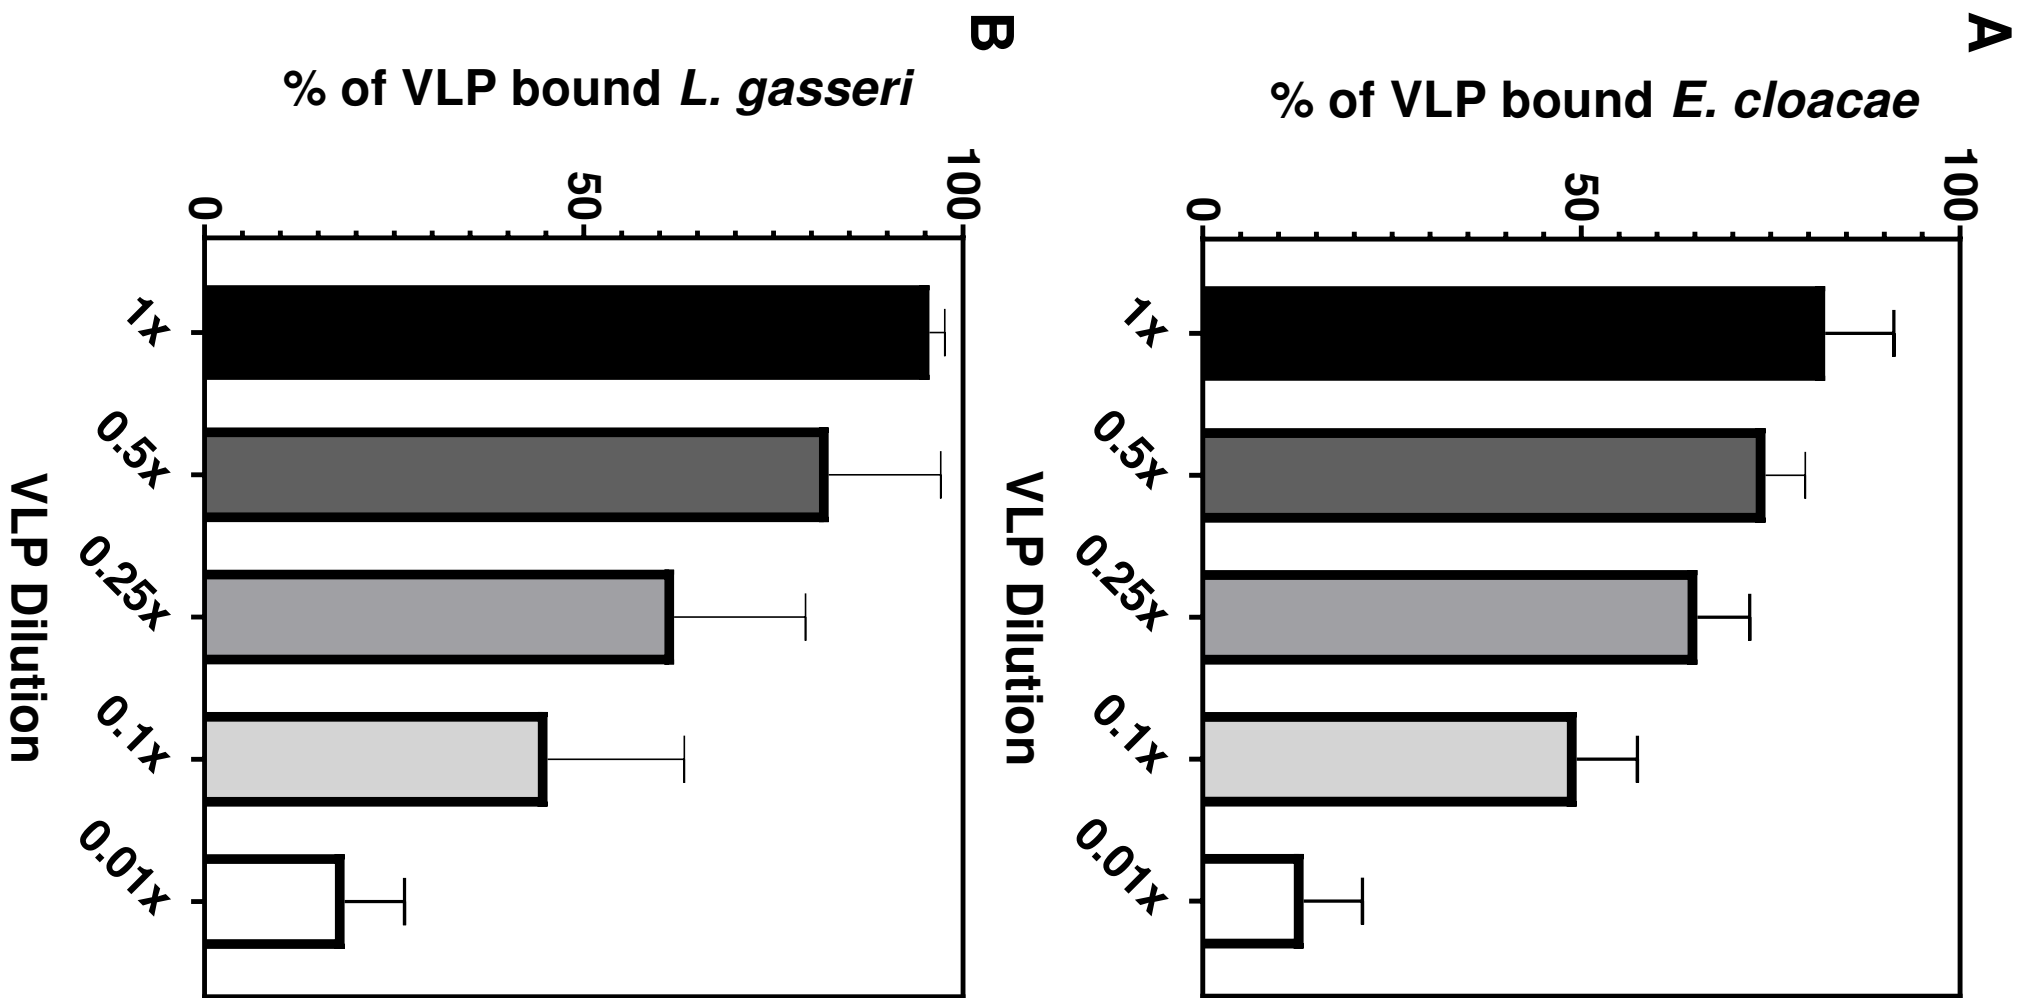 A
% of VLP bound E. cloacae
100
50
0
1x
0.5x
0.25x
0.1x
0.01x
VLP Dilution
B
% of VLP bound L. gasseri
100
50
0
1x
0.5x
0.25x
0.1x
0.01x
VLP Dilution